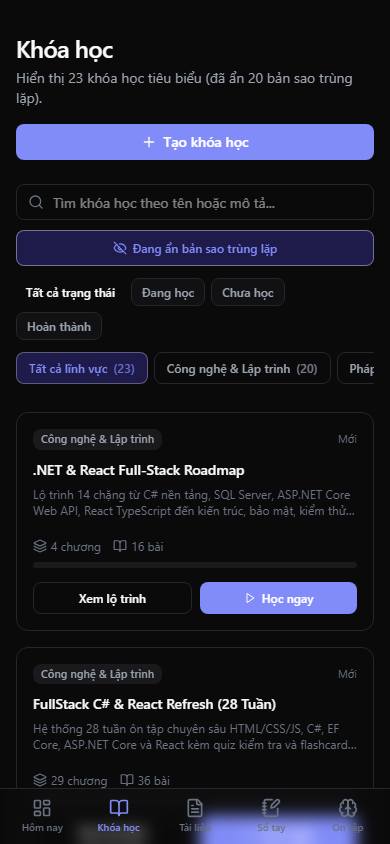 Khóa học
Hiển thị 23 khóa học tiêu biểu (đã ẩn 20 bản sao trùng
lặp).
Tạo khóa học
Tìm khóa học theo tên hoặc mô tả...
Đang ẩn bản sao trùng lặp
Tất cả trạng thái Đang học Chưa học
Hoàn thành
Tất cả lĩnh vực (23) Công nghệ & Lập trình (20) Pháp
Công nghệ & Lập trình Mới
.NET & React Full-Stack Roadmap
Lộ trình 14 chặng từ C# nền tảng, SQL Server, ASP.NET Core
Web API, React TypeScript đến kiến trúc, bảo mật, kiểm thử...
4 chương 16 bài
Xem lộ trình Học ngay
Công nghệ & Lập trình Mới
FullStack C# & React Refresh (28 Tuần)
Hệ thống 28 tuần ôn tập chuyên sâu HTML/CSS/JS, C#, EF
Core, ASP.NET Core và React kèm quiz kiểm tra và flashcard...
29 chương 36 bài
Hôm nay Khóa học Tài liệu Sổ tay Ôn tập